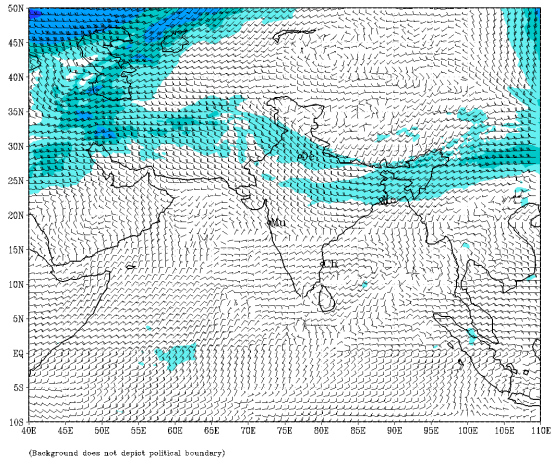 50N
45N
40N
35N
30N
25N
20N
15N
10N
5N
EQ
5S
10S
Mu
Ch
40E 45E 50E 55E 60E 65E 70E 75E 80E 85E 90E 95E 100E 105E 110E
(Background does not depict political boundary)